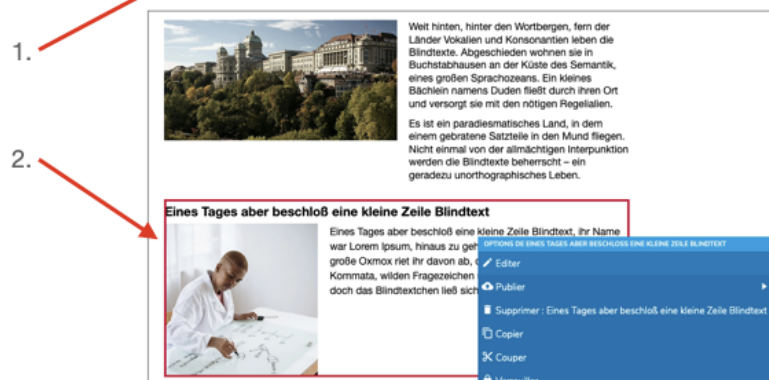 1.
Weit hinten, hinter den Wortbergen, fern der
Länder Vokalien und Konsonantien leben die
Blindtexte. Abgeschieden wohnen sie in
Buchstabhausen an der Küste des Semantik,
eines großen Sprachozeans. Ein kleines
Bächlein namens Duden fließt durch ihren Ort
und versorgt sie mit den nötigen Regelialien.
Es ist ein paradiesmatisches Land, in dem
einem gebratene Satzteile in den Mund fliegen.
Nicht einmal von der allmächtigen Interpunktion
werden die Blindtexte beherrscht – ein
geradezu unorthographisches Leben.
2.
Eines Tages aber beschloß eine kleine Zeile Blindtext
Eines Tages aber beschloß eine kleine Zeile Blindtext, ihr Name
war Lorem Ipsum, hinaus zu geh
große Oxmox riet ihr davon ab,
Kommata, wilden Fragezeichen
doch das Blindtextchen ließ sich
OPTIONS DE EINES TAGES ABER BESCHLOSS EINE KLEINE ZEILE BLINDTEXT
Editer
Publier
Supprimer : Eines Tages aber beschloß eine kleine Zeile Blindtext
Copier
Couper